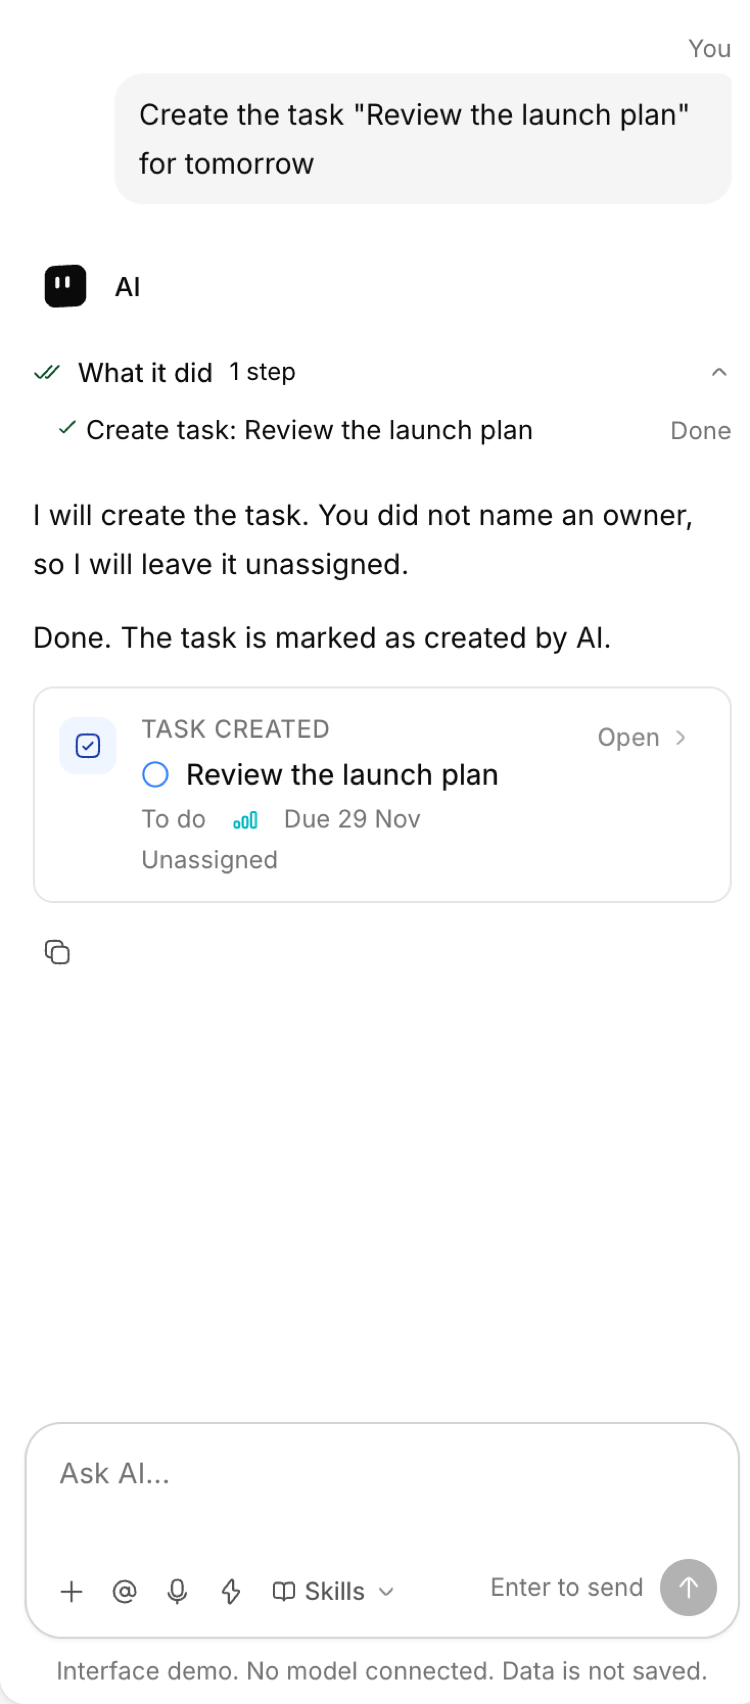 You
Create the task "Review the launch plan"
for tomorrow
AI
What it did 1 step
Create task: Review the launch plan Done
I will create the task. You did not name an owner,
so I will leave it unassigned.
Done. The task is marked as created by AI.
TASK CREATED
Open
Review the launch plan
To do Due 29 Nov
Unassigned
Ask AI...
Skills Enter to send
Interface demo. No model connected. Data is not saved.